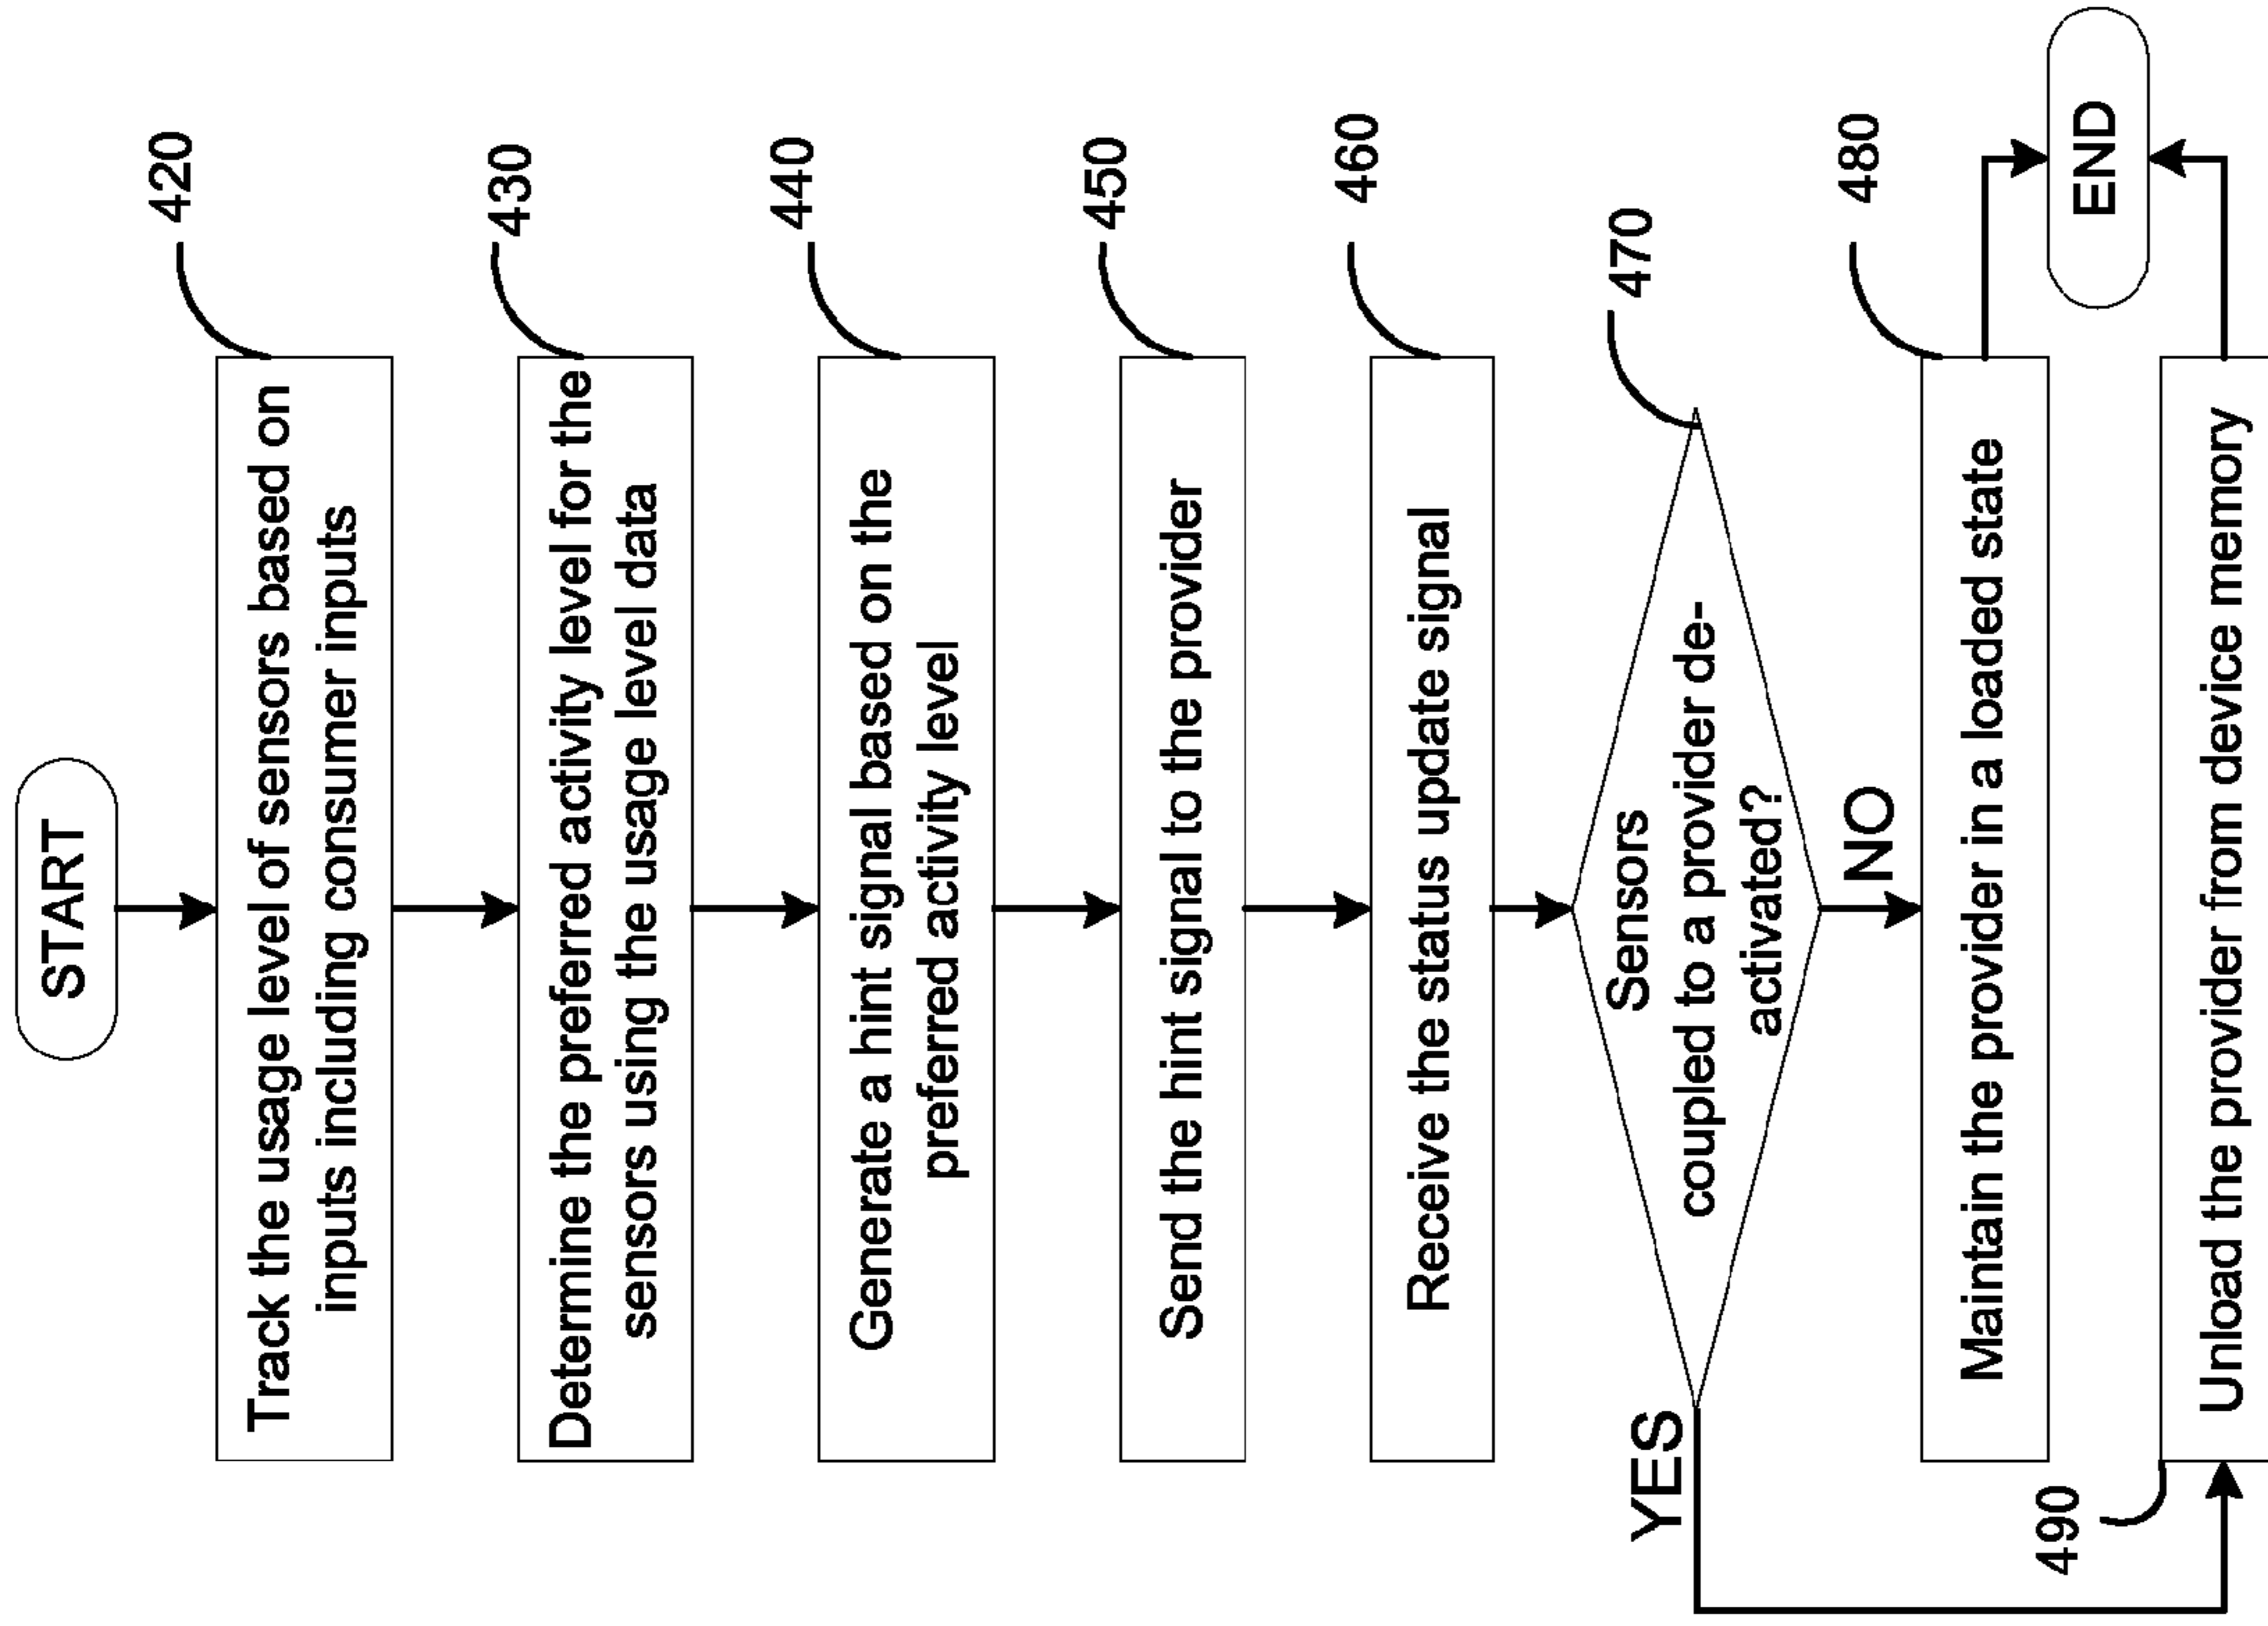 START
420
Track the usage level of sensors based on
inputs including consumer inputs
430
Determine the preferred activity level for the
sensors using the usage level data
440
Generate a hint signal based on the
preferred activity level
450
Send the hint signal to the provider
460
Receive the status update signal
470
Sensors
coupled to a provider de-
activated?
YES
NO
480
Maintain the provider in a loaded state
END
490
Unload the provider from device memory